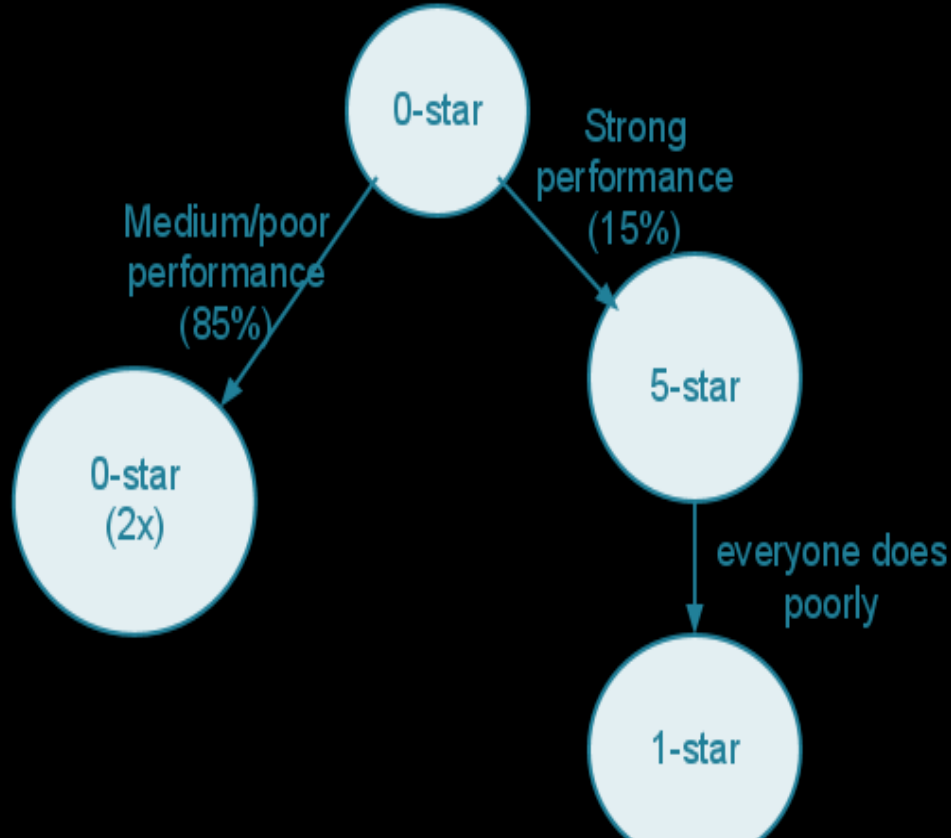 0-star
Strong
performance
(15%)
Medium/poor
performance
(85%)
5-star
0-star
(2x)
everyone does
poorly
1-star